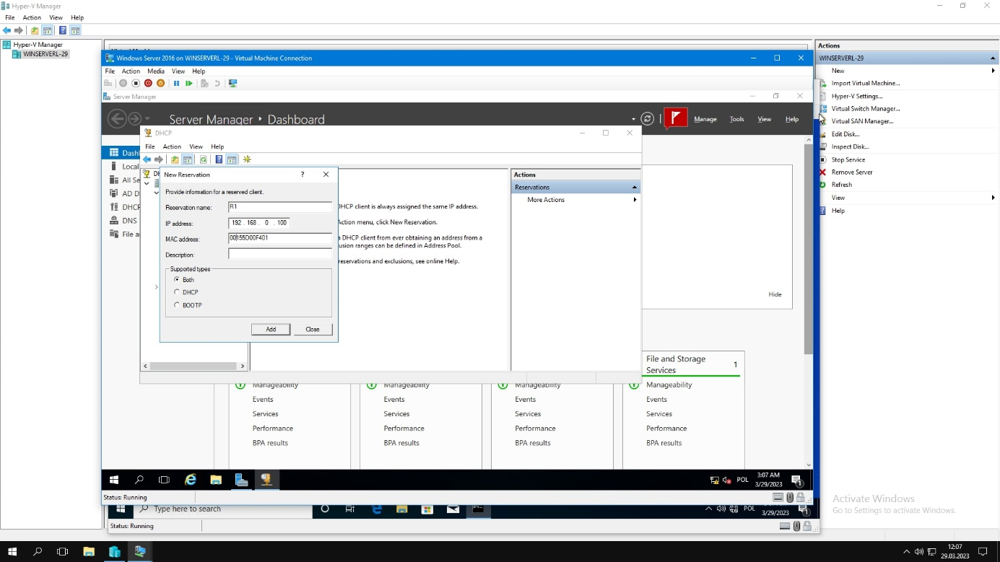 Hyper-V Manager
File Action View Help
Hyper-V Manager
WINSERVERL-29
Windows Server 2016 on WINSERVERL-29 - Virtual Machine Connection
File Action Media View Help
Server Manager
Server Manager • Dashboard
Manage Tools View Help
DHCP
File Action View Help
New Reservation ?
Provide information for a reserved client.
Reservation name: R1
IP address: 192 . 168 . 0 . 100
MAC address: 00155D00F401
Description:
Supported types
Both
DHCP
BOOTP
Add Close
DHCP client is always assigned the same IP address.
Action menu, click New Reservation.
a DHCP client from ever obtaining an address from a
usion ranges can be defined in Address Pool.
reservations and exclusions, see online Help.
Actions
Reservations
More Actions
Dashl
Local
All Se
AD D
DHCP
DNS
File a
Hide
File and Storage
Services 1
Manageability
Events
Services
Performance
BPA results
Manageability
Events
Services
Performance
BPA results
Manageability
Events
Services
Performance
BPA results
Manageability
Events
Services
Performance
BPA results
POL 3:07 AM
3/29/2023
1
Status: Running
Type here to search
POL 3/29/2023
1
Status: Running
Actions
WINSERVERL-29
New
Import Virtual Machine...
Hyper-V Settings...
Virtual Switch Manager...
Virtual SAN Manager...
Edit Disk...
Inspect Disk...
Stop Service
Remove Server
Refresh
View
Help
Activate Windows
Go to Settings to activate Windows.
12:07
29.03.2023